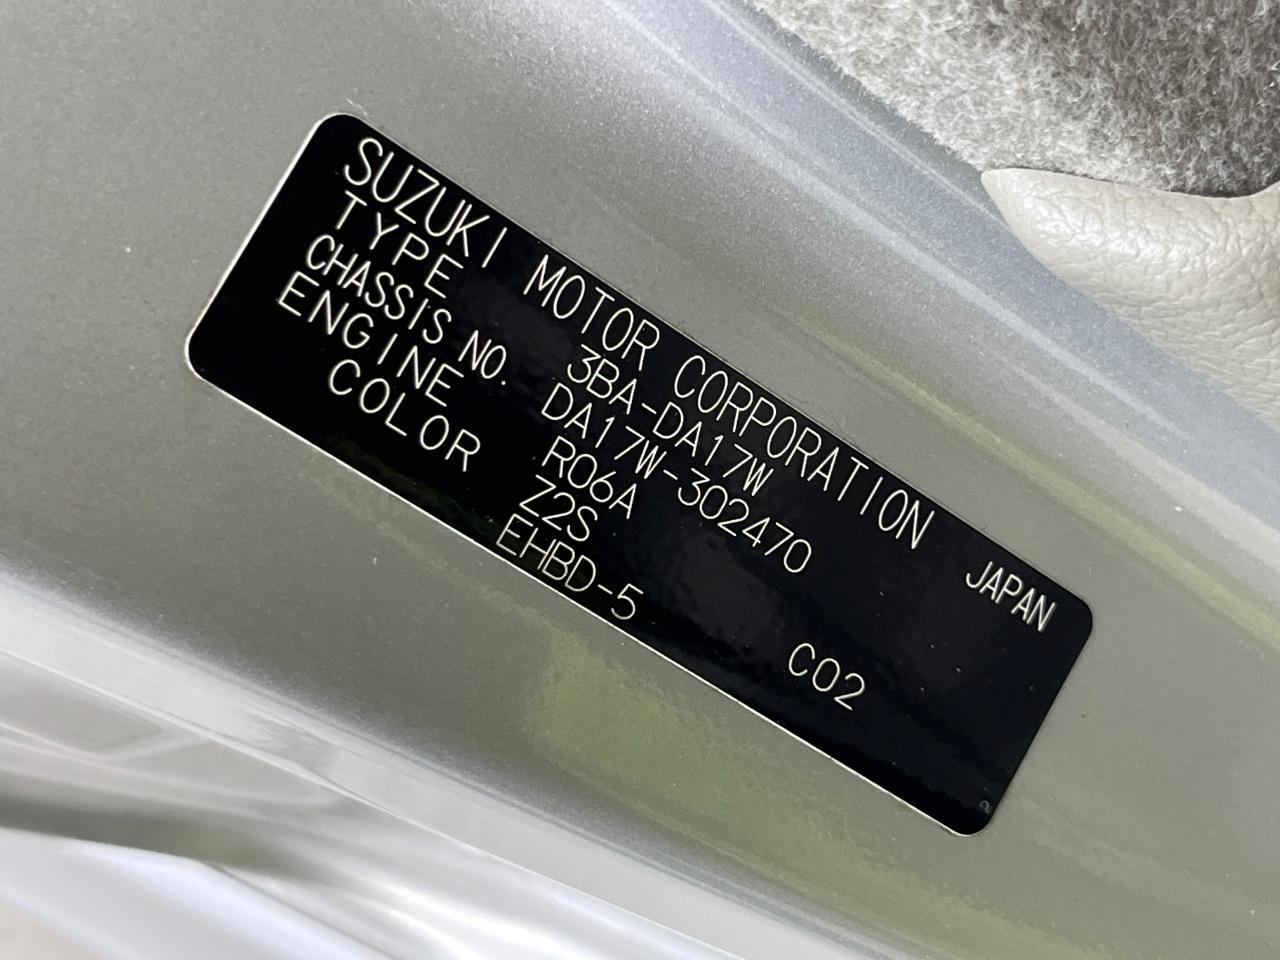 SUZUKI MOTOR CORPORATION JAPAN
TYPE 3BA-DA17W
CHASSIS NO. DA17W-302470
ENGINE R06A
COLOR Z2S
EHBD-5 C02